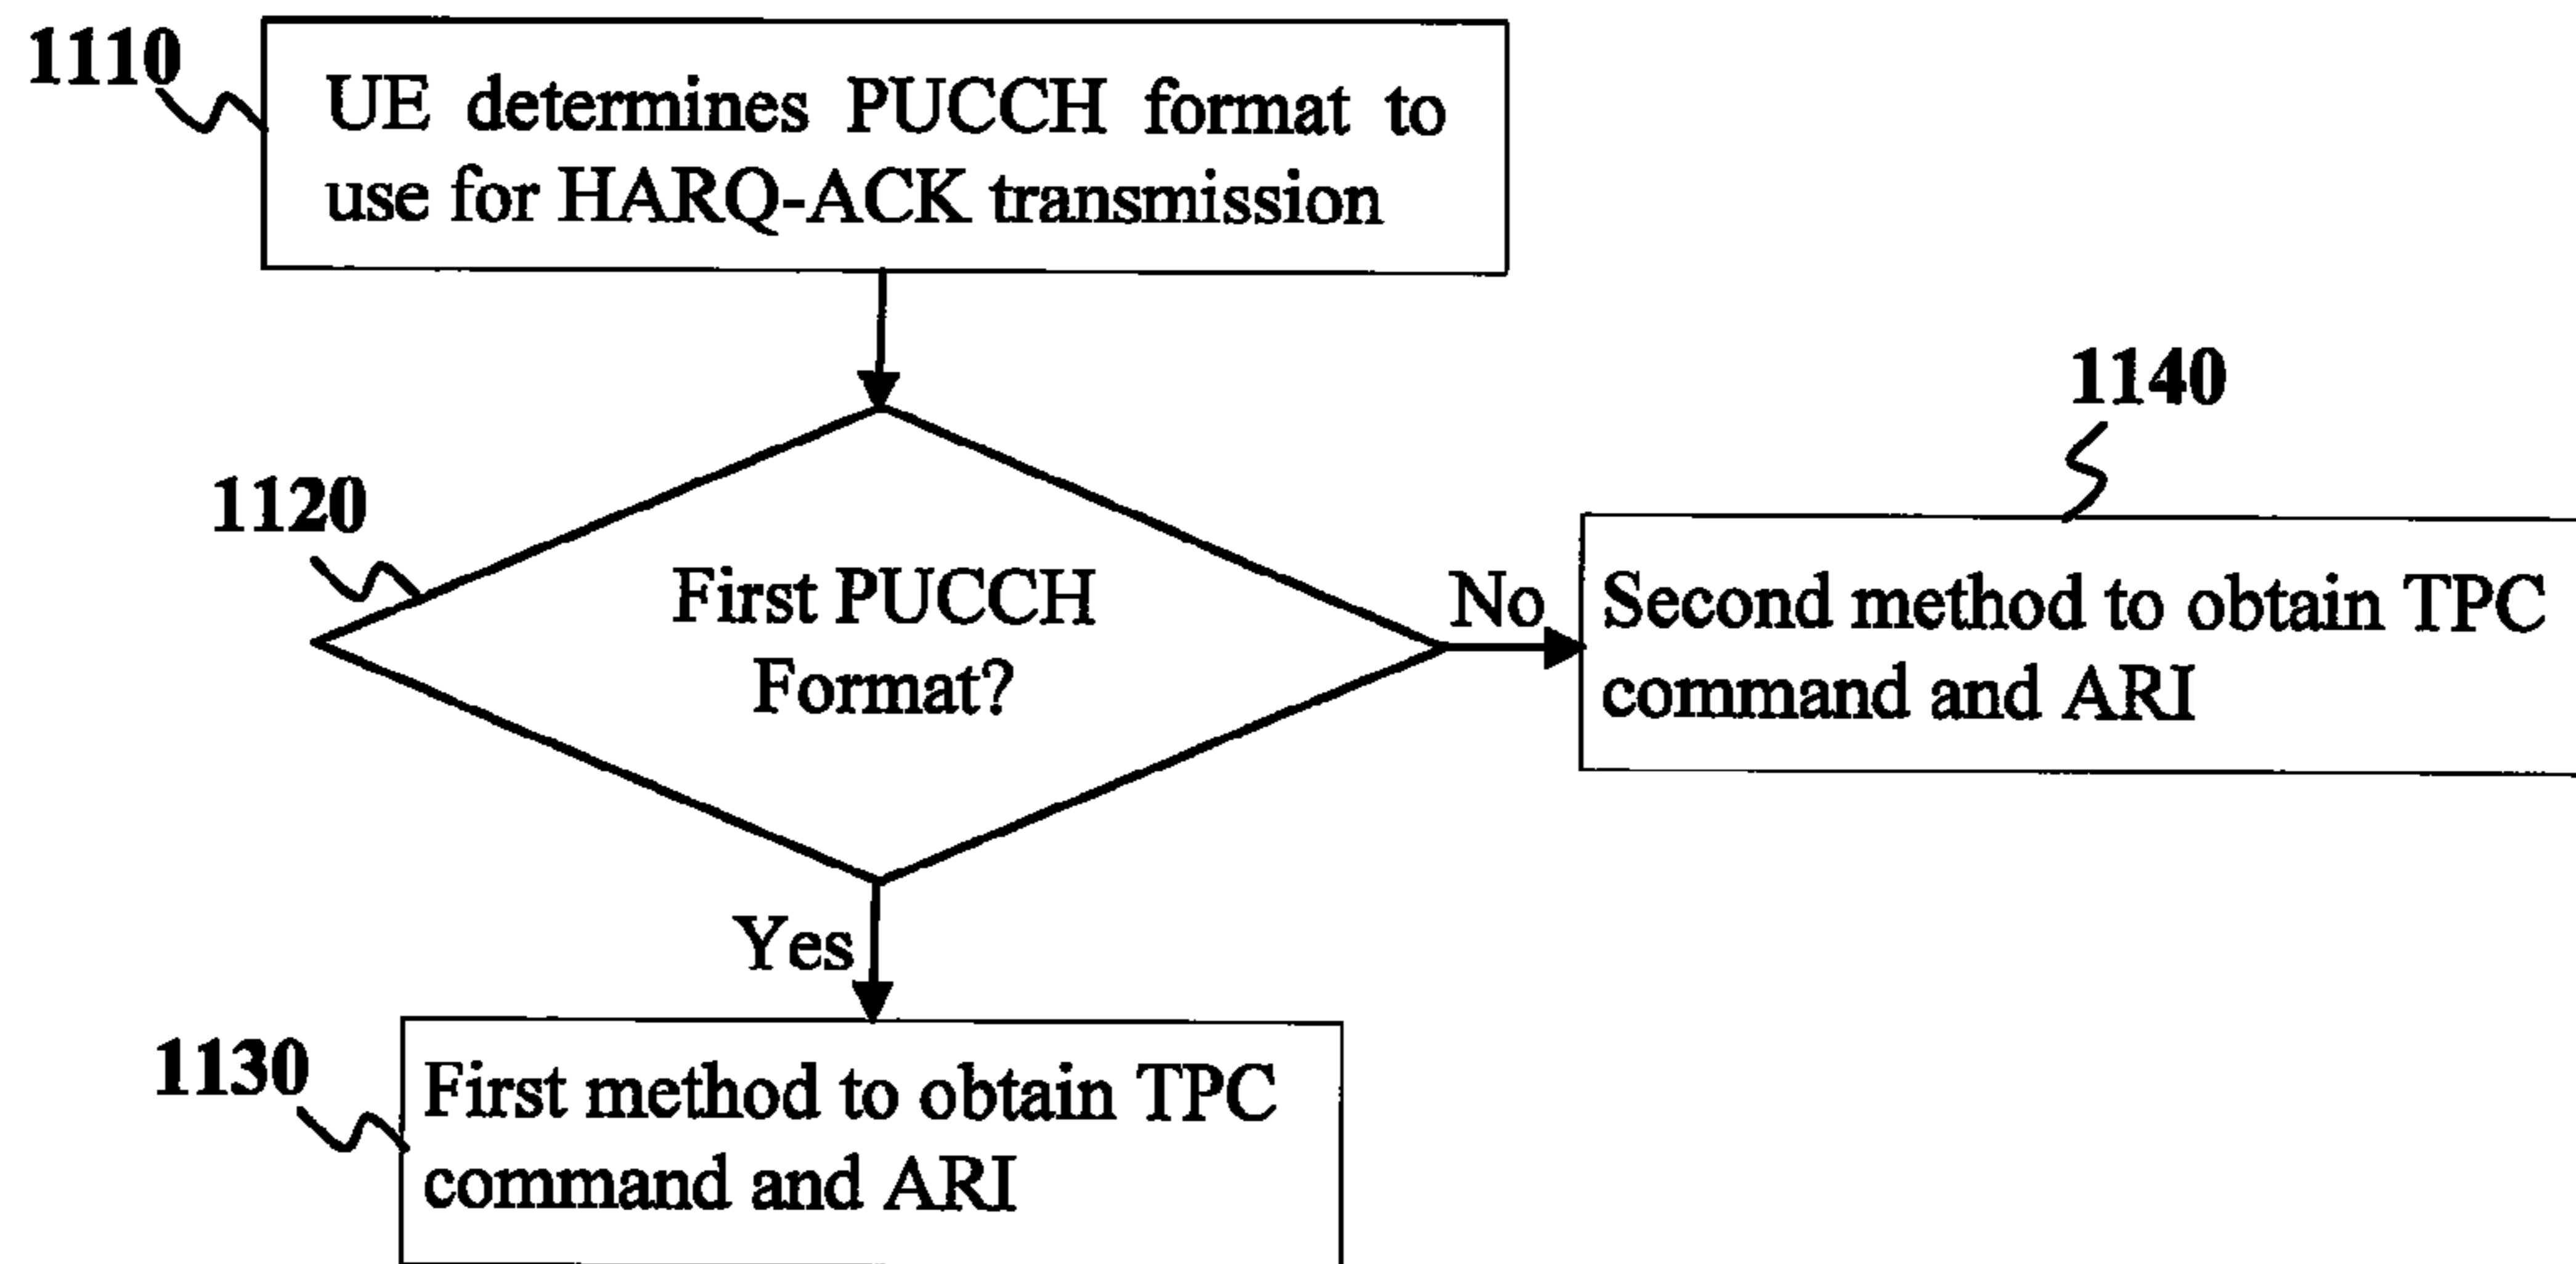 1110
UE determines PUCCH format to
use for HARQ-ACK transmission
1120
First PUCCH
Format?
No
1140
Second method to obtain TPC
command and ARI
Yes
1130
First method to obtain TPC
command and ARI